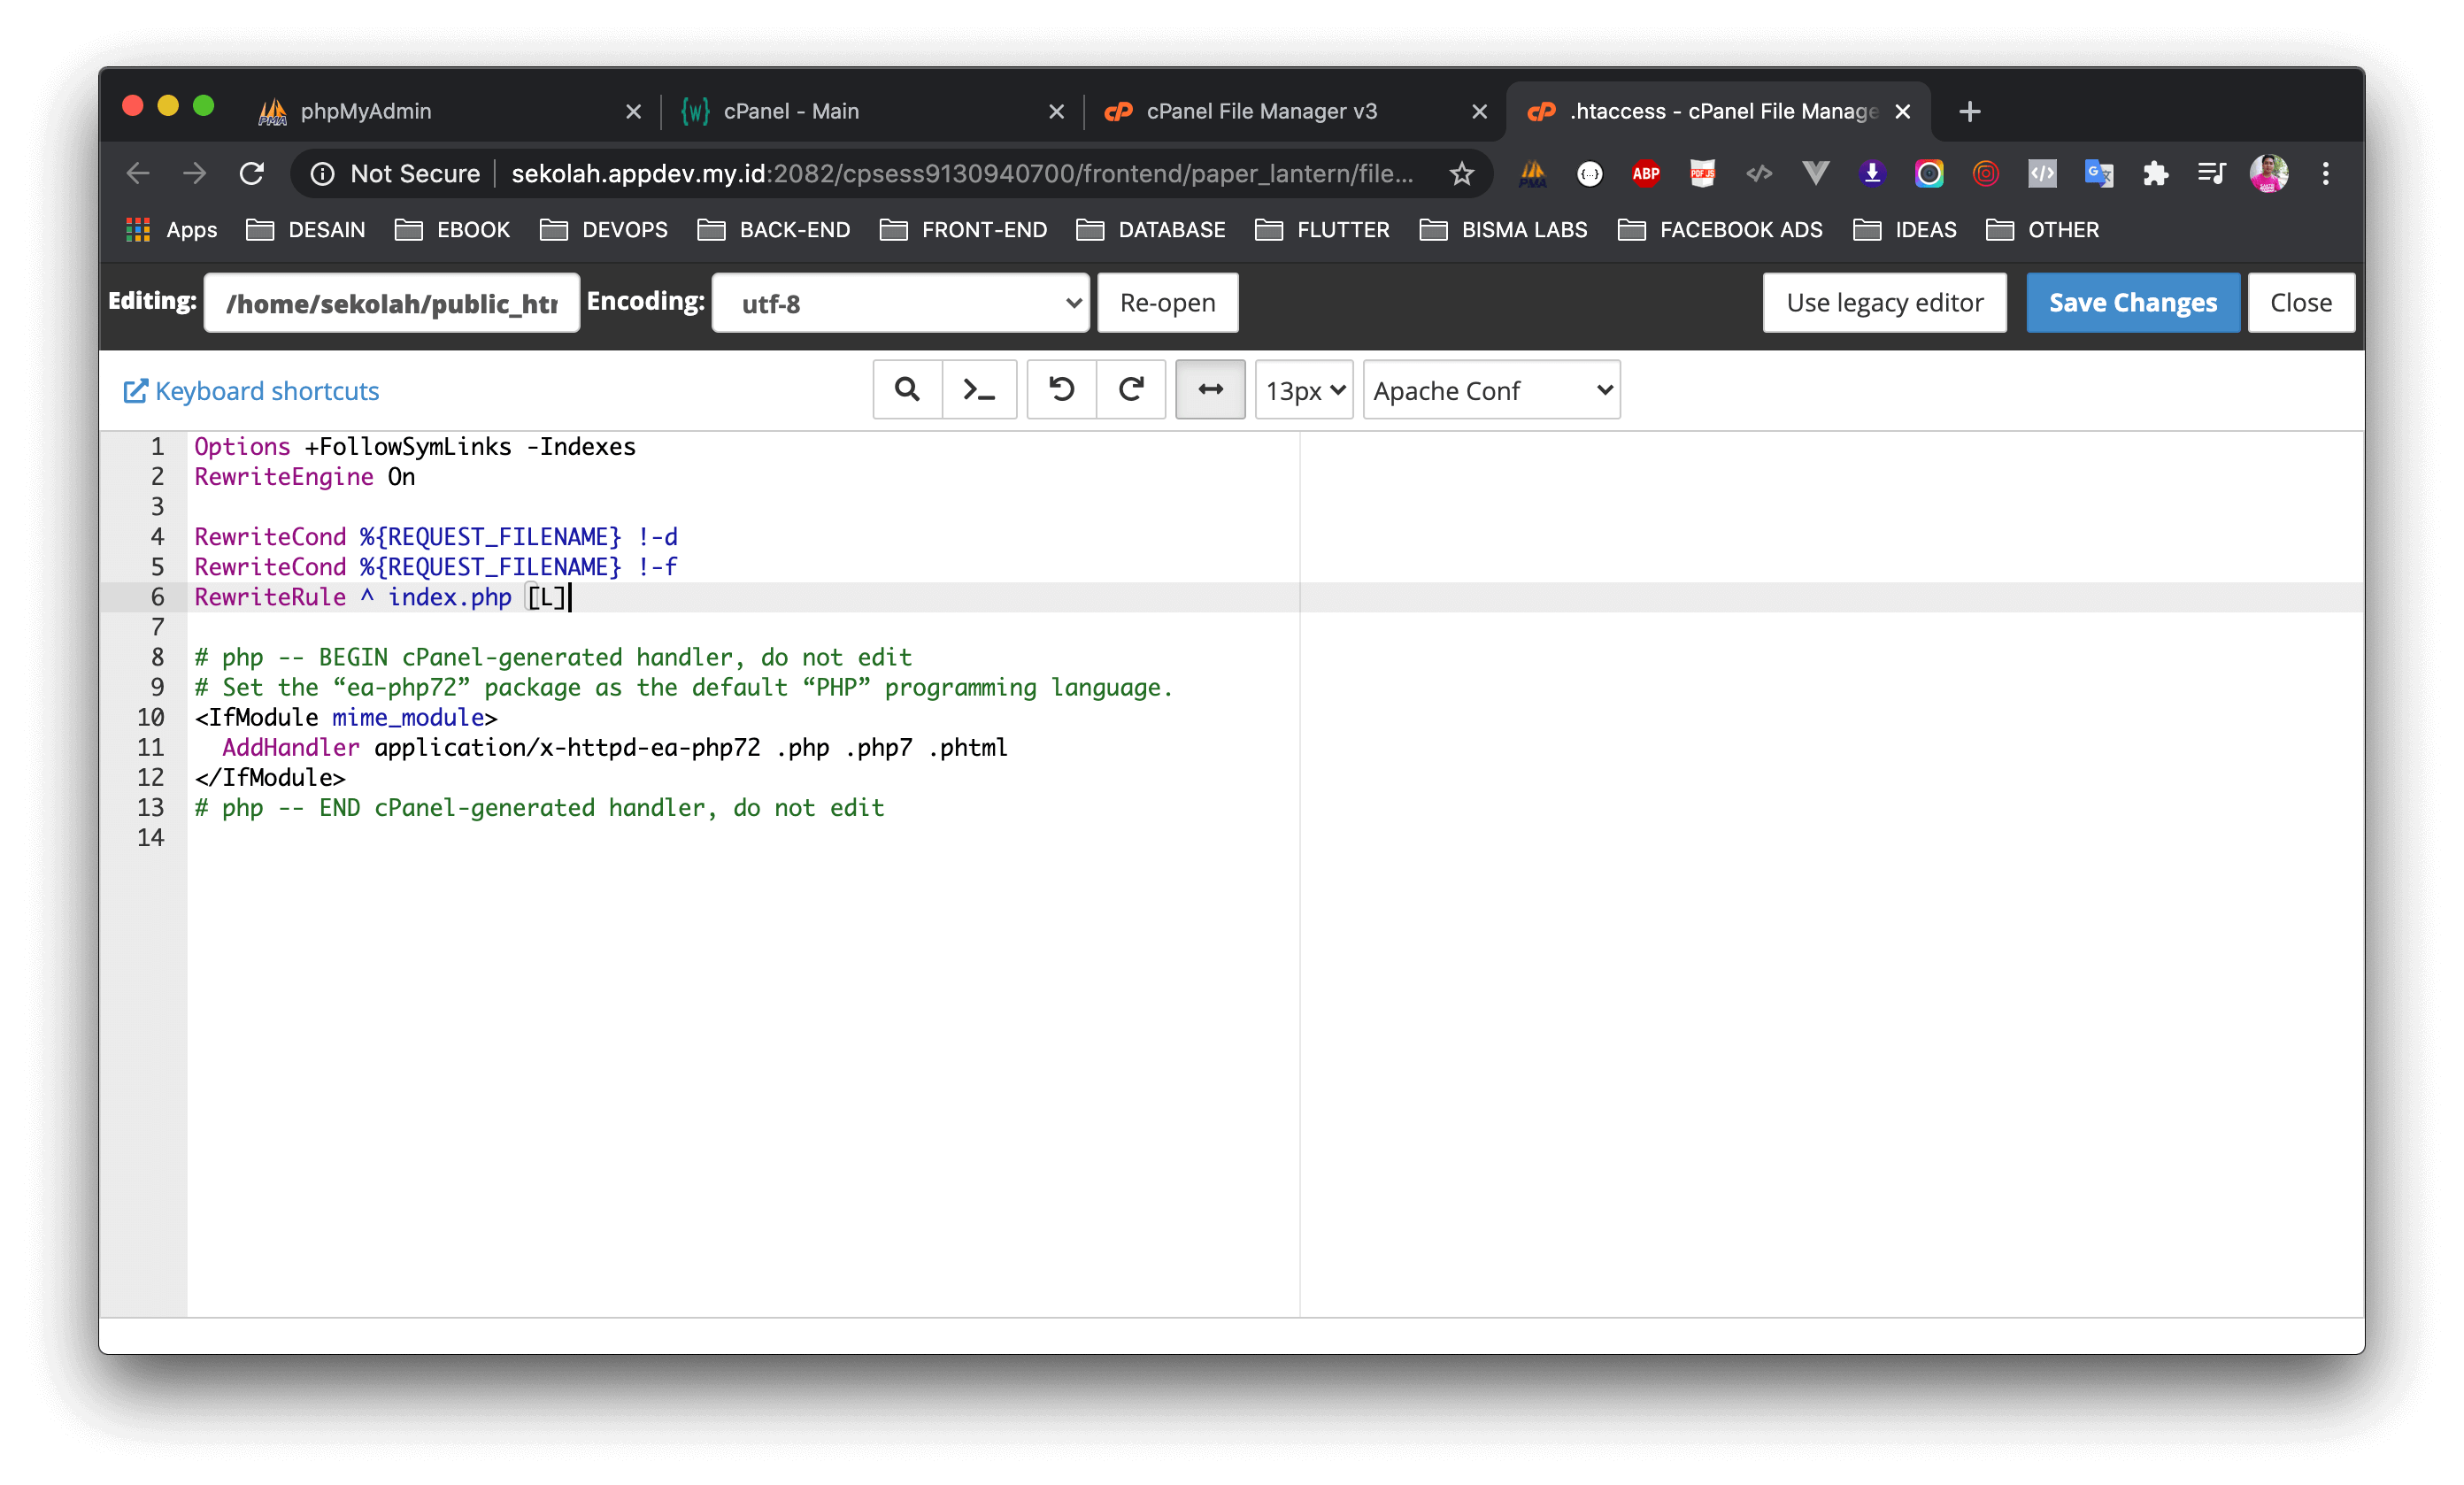 phpMyAdmin
cPanel - Main
cPanel File Manager v3
.htaccess - cPanel File Manage
Not Secure
sekolah.appdev.my.id:2082/cpsess9130940700/frontend/paper_lantern/file...
PMA
{...}
ABP
PDF JS
</>
</>
G
Apps
DESAIN
EBOOK
DEVOPS
BACK-END
FRONT-END
DATABASE
FLUTTER
BISMA LABS
FACEBOOK ADS
IDEAS
OTHER
Editing:
/home/sekolah/public_htr
Encoding:
utf-8
Re-open
Use legacy editor
Save Changes
Close
Keyboard shortcuts
13px
Apache Conf
1 Options +FollowSymLinks -Indexes
2 RewriteEngine On
3
4 RewriteCond %{REQUEST_FILENAME} !-d
5 RewriteCond %{REQUEST_FILENAME} !-f
6 RewriteRule ^ index.php [L]
7
8 # php -- BEGIN cPanel-generated handler, do not edit
9 # Set the “ea-php72” package as the default “PHP” programming language.
10 <IfModule mime_module>
11 AddHandler application/x-httpd-ea-php72 .php .php7 .phtml
12 </IfModule>
13 # php -- END cPanel-generated handler, do not edit
14